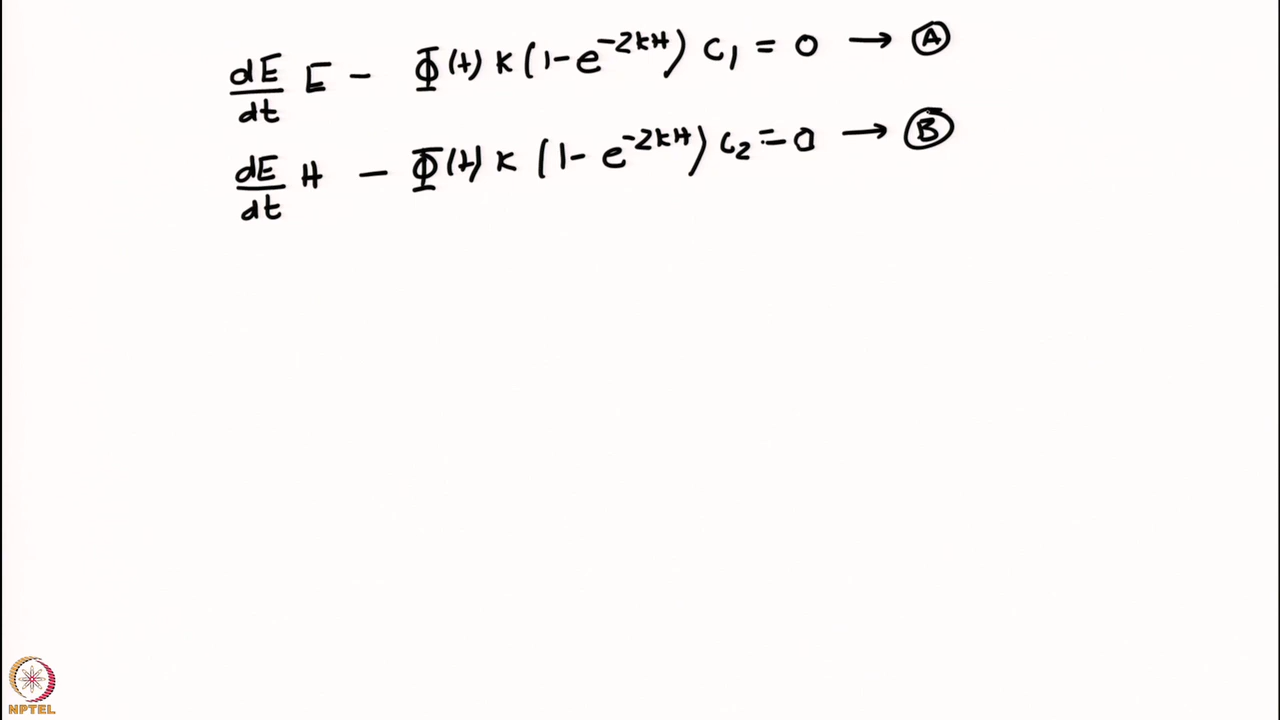 dE/dt E − Φ(t) k (1 − e^{−2kH}) c₁ = 0 → Ⓐ
dE/dt H − Φ(t) k (1 − e^{−2kH}) c₂ = 0 → Ⓑ
NPTEL